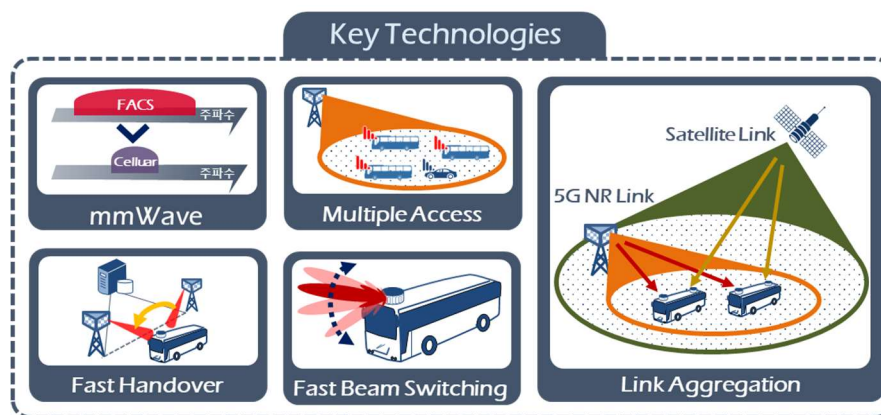 Key Technologies
FACS
주파수
Celluar
주파수
mmWave
Multiple Access
Fast Handover
Fast Beam Switching
Satellite Link
5G NR Link
Link Aggregation